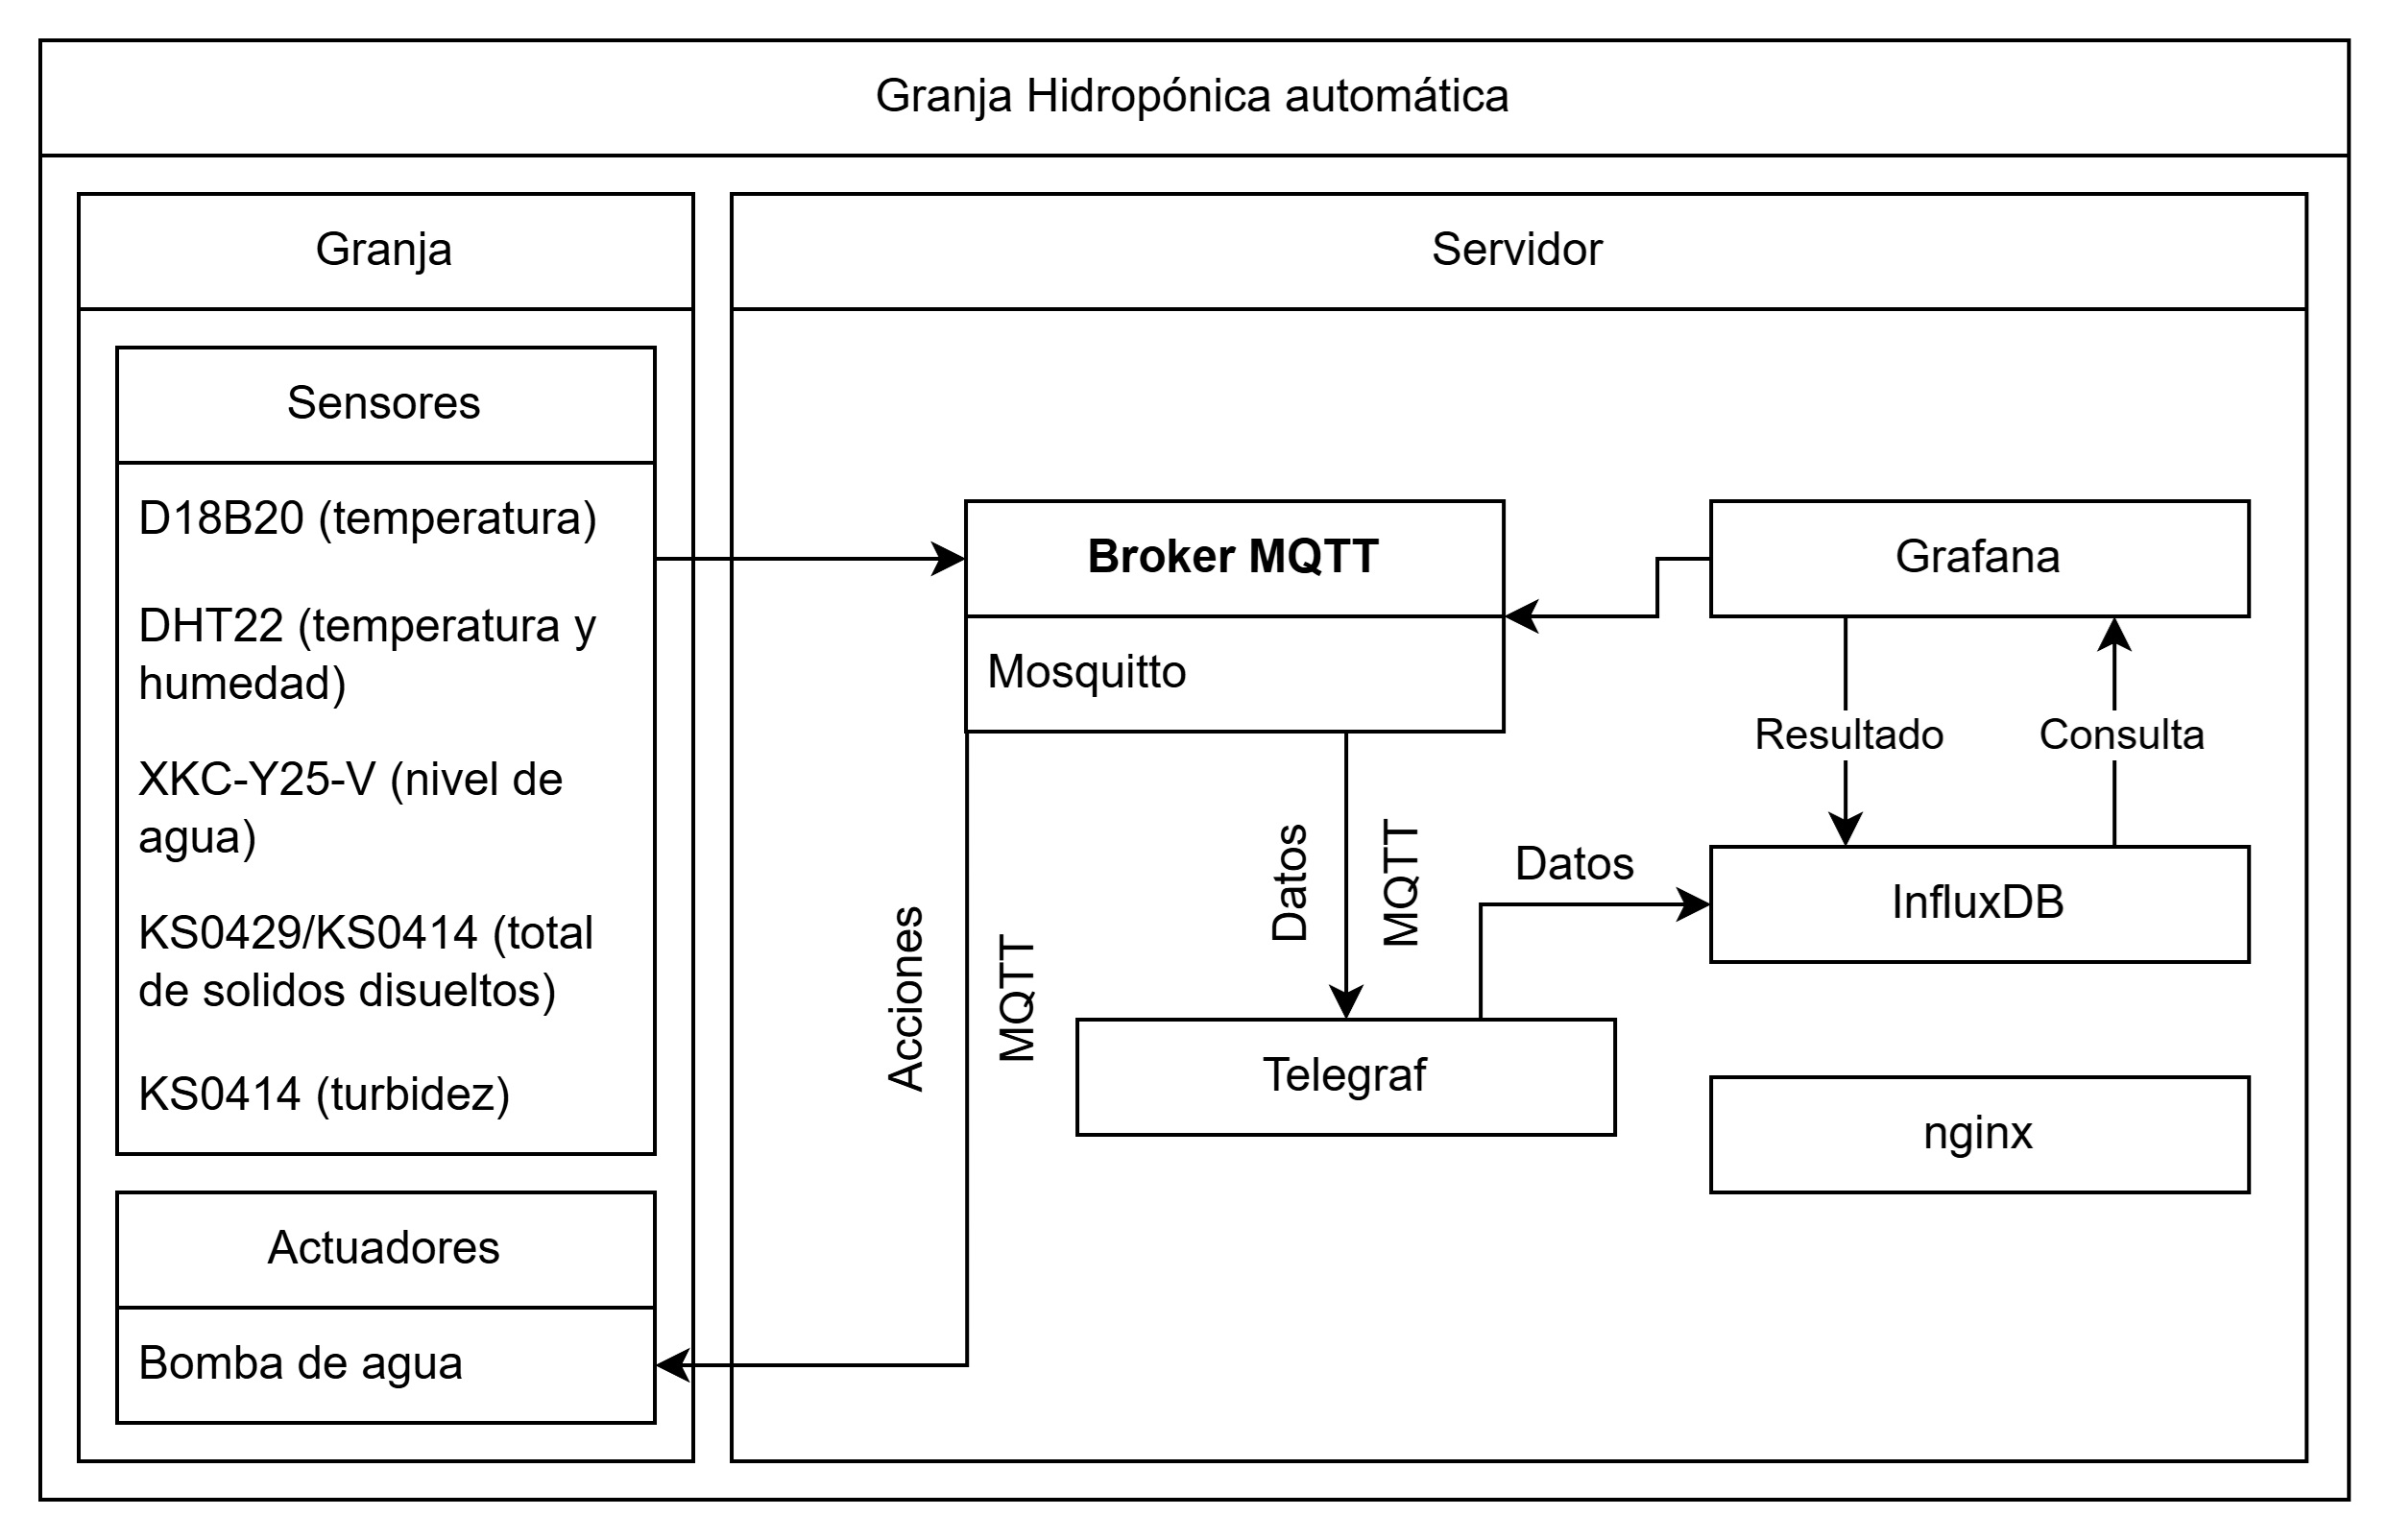 Granja Hidropónica automática
Granja
Servidor
Sensores
D18B20 (temperatura)
DHT22 (temperatura y
humedad)
XKC-Y25-V (nivel de
agua)
KS0429/KS0414 (total
de solidos disueltos)
KS0414 (turbidez)
Actuadores
Bomba de agua
Broker MQTT
Mosquitto
Grafana
Resultado
Consulta
Acciones
MQTT
Datos
MQTT
Datos
InfluxDB
Telegraf
nginx